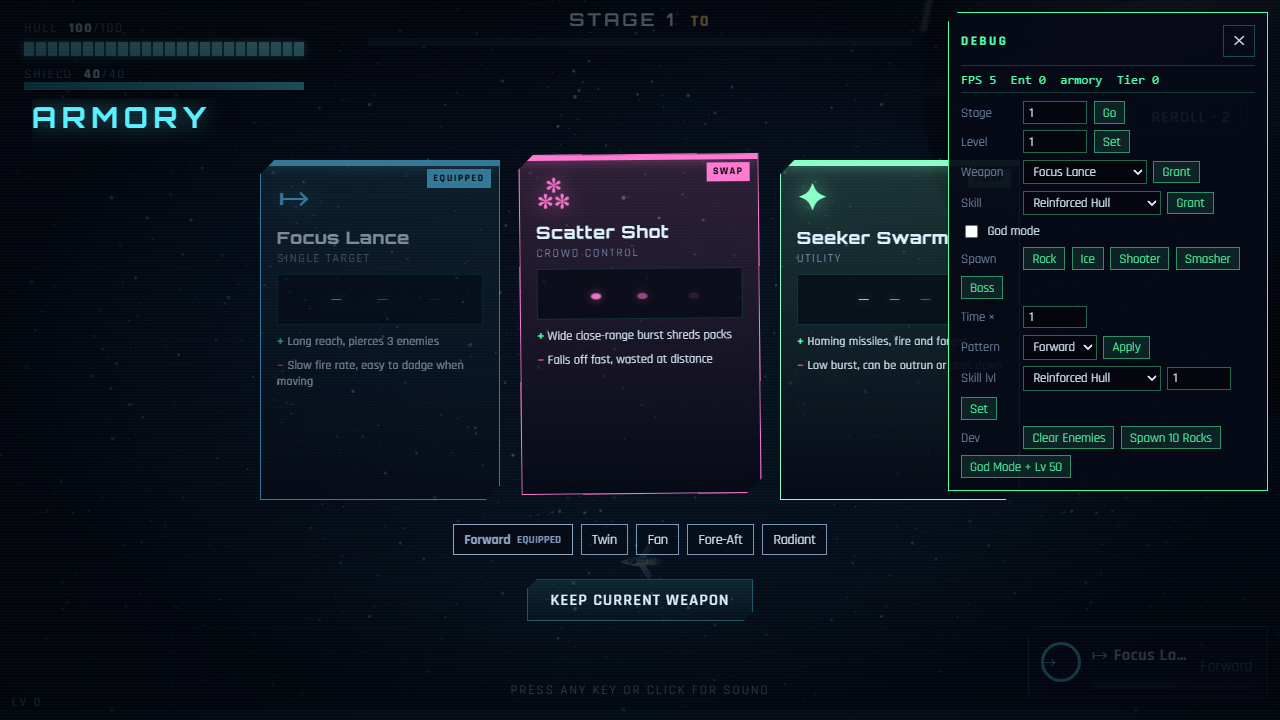 HULL 100/100
STAGE 1 TO
SHIELD 40/40
ARMORY
REROLL · 2
EQUIPPED
Focus Lance
SINGLE TARGET
+ Long reach, pierces 3 enemies
− Slow fire rate, easy to dodge when
moving
SWAP
Scatter Shot
CROWD CONTROL
+ Wide close-range burst shreds packs
− Falls off fast, wasted at distance
Seeker Swarm
UTILITY
+ Homing missiles, fire and for
− Low burst, can be outrun or shot down
Forward EQUIPPED
Twin
Fan
Fore-Aft
Radiant
KEEP CURRENT WEAPON
PRESS ANY KEY OR CLICK FOR SOUND
LV 0
↦ Focus La...
Forward
DEBUG
×
FPS 5 Ent 0 armory Tier 0
Stage 1 Go
Level 1 Set
Weapon Focus Lance Grant
Skill Reinforced Hull Grant
God mode
Spawn Rock Ice Shooter Smasher
Boss
Time × 1
Pattern Forward Apply
Skill lvl Reinforced Hull 1
Set
Dev Clear Enemies Spawn 10 Rocks
God Mode + Lv 50